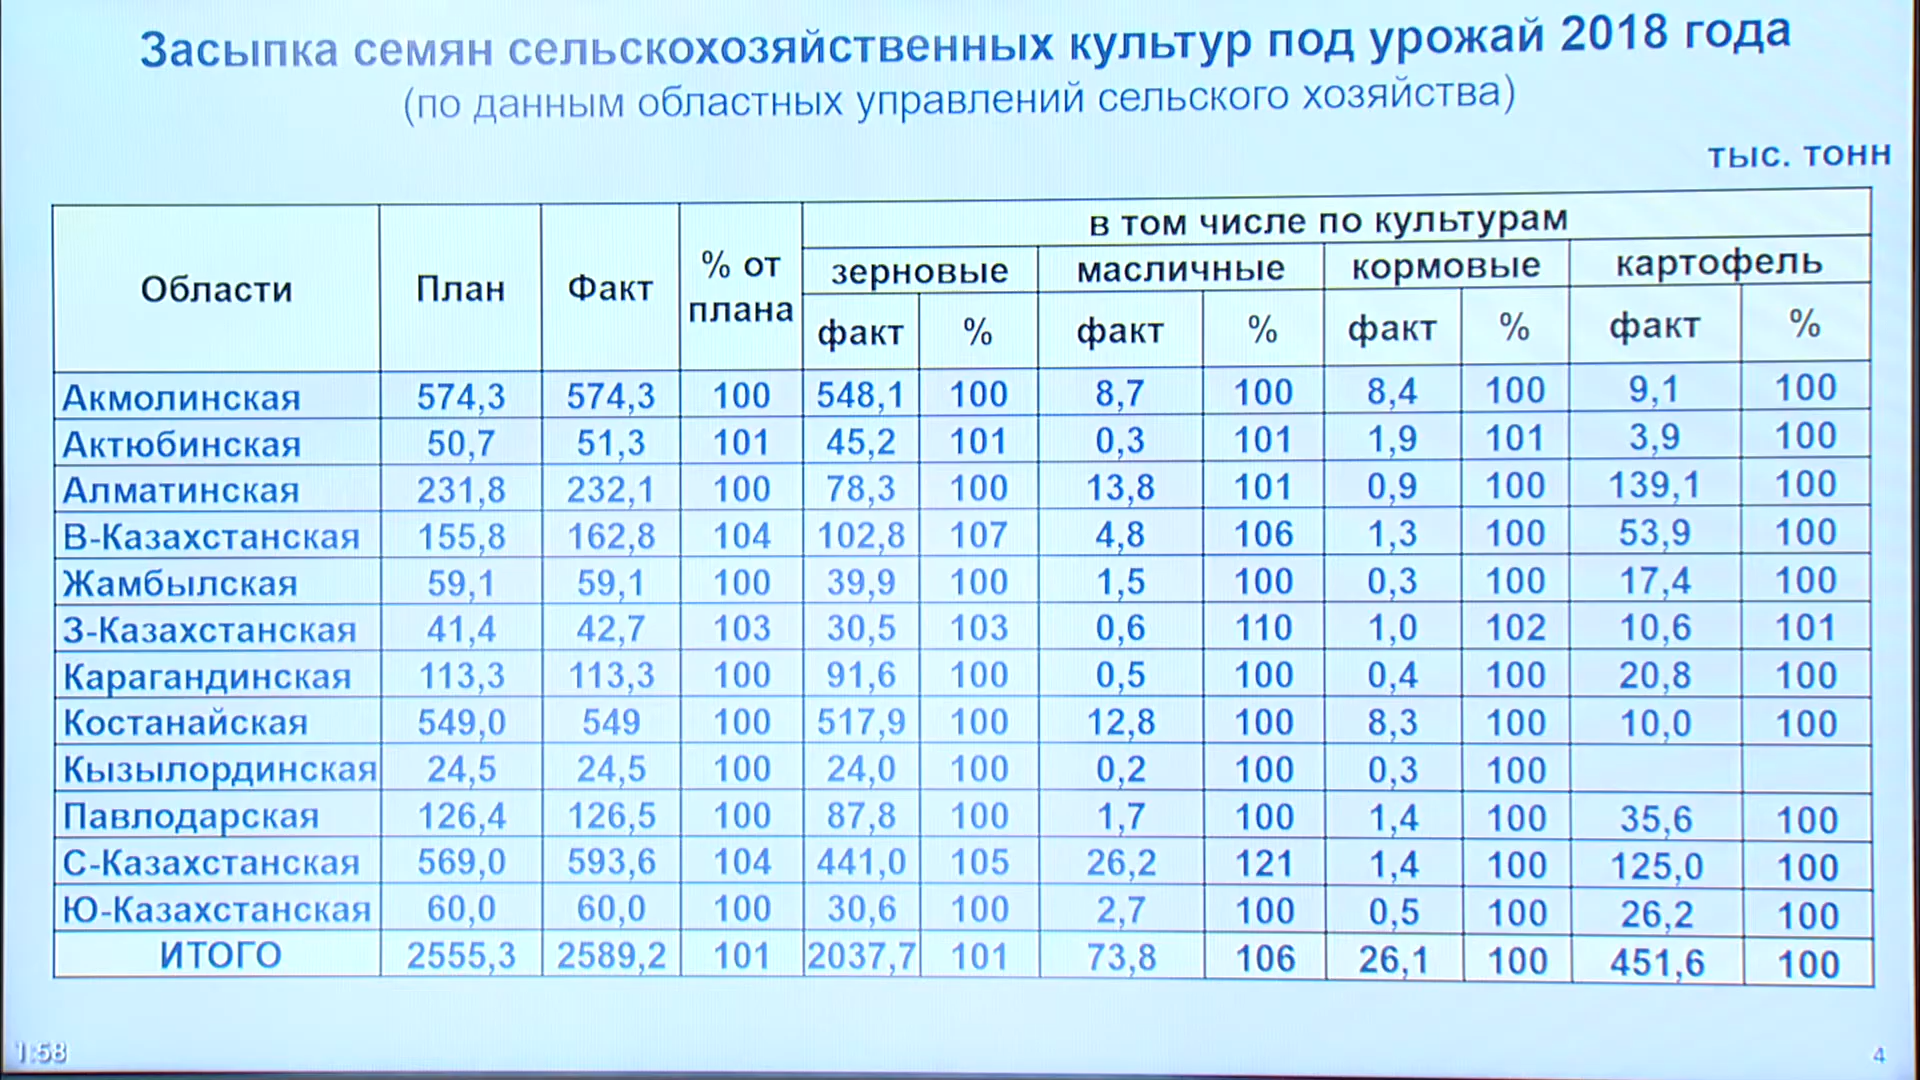 Засыпка семян сельскохозяйственных культур под урожай 2018 года
(по данным областных управлений сельского хозяйства)
тыс. тонн
Области План Факт % от плана в том числе по культурам
зерновые масличные кормовые картофель
факт % факт % факт % факт %
Акмолинская 574,3 574,3 100 548,1 100 8,7 100 8,4 100 9,1 100
Актюбинская 50,7 51,3 101 45,2 101 0,3 101 1,9 101 3,9 100
Алматинская 231,8 232,1 100 78,3 100 13,8 101 0,9 100 139,1 100
В-Казахстанская 155,8 162,8 104 102,8 107 4,8 106 1,3 100 53,9 100
Жамбылская 59,1 59,1 100 39,9 100 1,5 100 0,3 100 17,4 100
З-Казахстанская 41,4 42,7 103 30,5 103 0,6 110 1,0 102 10,6 101
Карагандинская 113,3 113,3 100 91,6 100 0,5 100 0,4 100 20,8 100
Костанайская 549,0 549 100 517,9 100 12,8 100 8,3 100 10,0 100
Кызылординская 24,5 24,5 100 24,0 100 0,2 100 0,3 100
Павлодарская 126,4 126,5 100 87,8 100 1,7 100 1,4 100 35,6 100
С-Казахстанская 569,0 593,6 104 441,0 105 26,2 121 1,4 100 125,0 100
Ю-Казахстанская 60,0 60,0 100 30,6 100 2,7 100 0,5 100 26,2 100
ИТОГО 2555,3 2589,2 101 2037,7 101 73,8 106 26,1 100 451,6 100
1:58
4